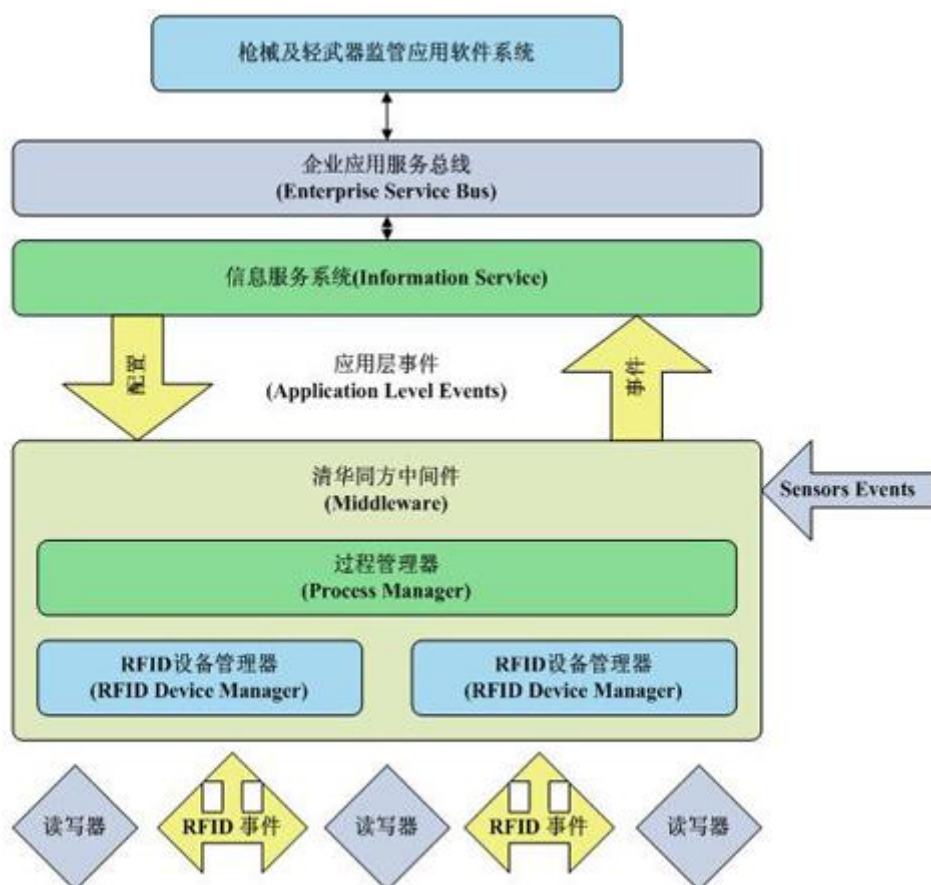 枪械及轻武器监管应用软件系统
企业应用服务总线
(Enterprise Service Bus)
信息服务系统(Information Service)
配置
应用层事件
(Application Level Events)
事件
清华同方中间件
(Middleware)
Sensors Events
过程管理器
(Process Manager)
RFID设备管理器
(RFID Device Manager)
RFID设备管理器
(RFID Device Manager)
读写器
RFID 事件
读写器
RFID 事件
读写器